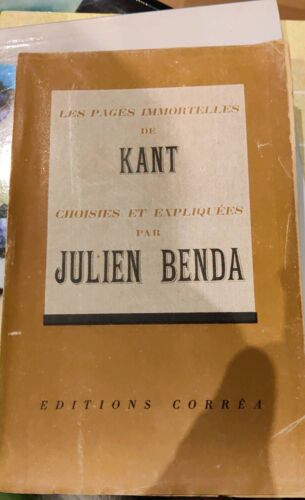 LES PAGES IMMORTELLES
DE
KANT
CHOISIES ET EXPLIQUÉES
PAR
JULIEN BENDA
EDITIONS CORRÊA